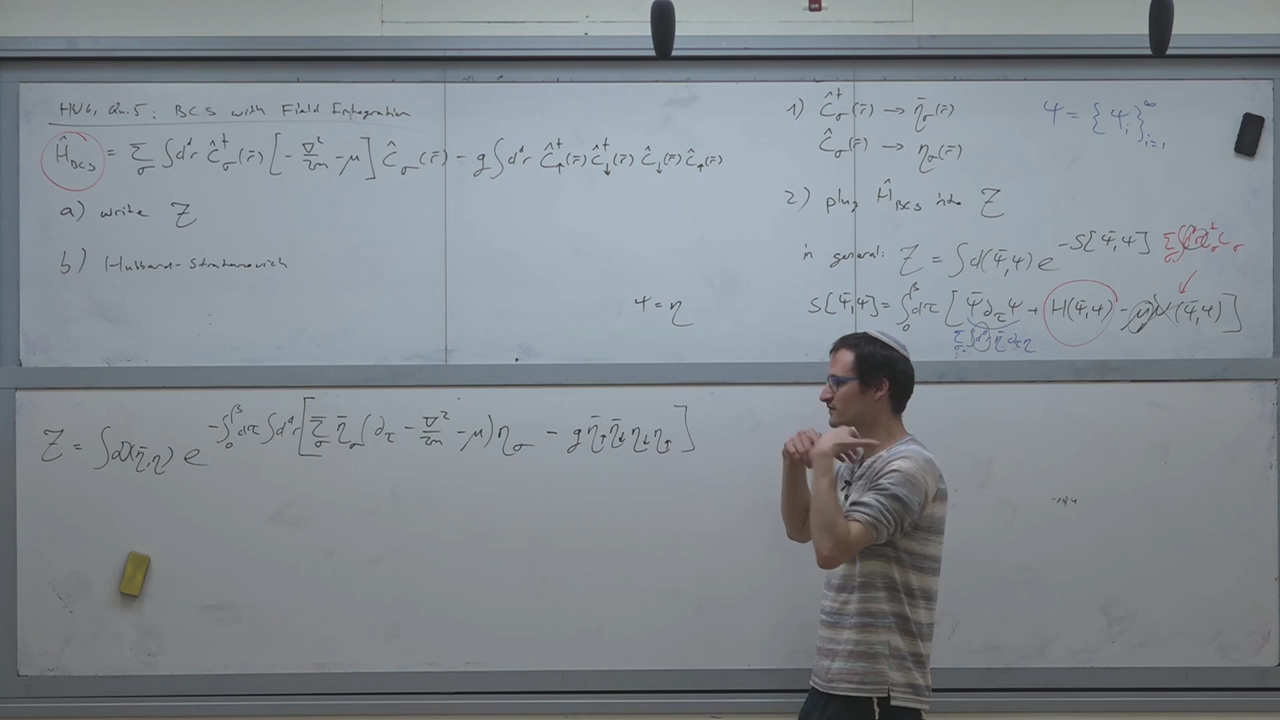 HW6, Qu. 5: BCS with Field Integration
Ĥ_BCS = Σ_σ ∫d^d r ĉ†_σ(r̄) [ -∇²/2m - μ ] ĉ_σ(r̄) - g∫d^d r ĉ†_↑(r̄) ĉ†_↓(r̄) ĉ_↓(r̄) ĉ_↑(r̄)
a) write Z
b) Hubbard-Stratonovich
ψ = η
1) ĉ†_σ(r̄) → η̄_σ(r̄)
ĉ_σ(r̄) → η_σ(r̄)
ψ = {ψ_i}^∞_{i=1}
2) plug Ĥ_BCS into Z
in general: Z = ∫d(ψ̄,ψ) e^{-S[ψ̄,ψ]}
S[ψ̄,ψ] = ∫_0^β dτ [ ψ̄∂_τψ + H(ψ̄,ψ) - μN(ψ̄,ψ) ]
Z = ∫D(η̄,η) e^{-∫_0^β dτ ∫d^d r [ Σ_σ η̄_σ(∂_τ - ∇²/2m - μ)η_σ - g η̄_↑ η̄_↓ η_↓ η_↑ ]}